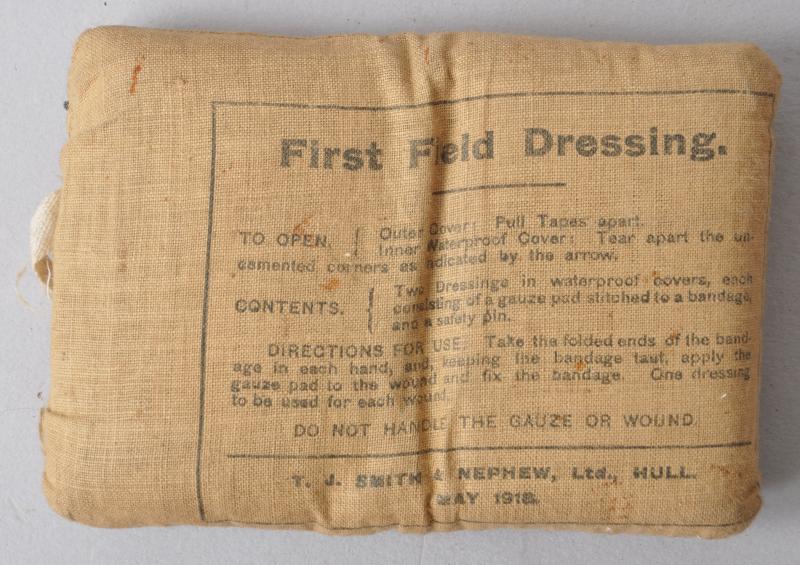 First Field Dressing.
TO OPEN. { Outer Cover: Pull Tapes apart.
Inner Waterproof Cover: Tear apart the un-
cemented corners as indicated by the arrow.
CONTENTS. { Two Dressings in waterproof covers, each
consisting of a gauze pad stitched to a bandage,
and a safety pin.
DIRECTIONS FOR USE: Take the folded ends of the band-
age in each hand, and, keeping the bandage taut, apply the
gauze pad to the wound and fix the bandage. One dressing
to be used for each wound.
DO NOT HANDLE THE GAUZE OR WOUND.
T. J. SMITH & NEPHEW, Ltd., HULL.
MAY 1918.